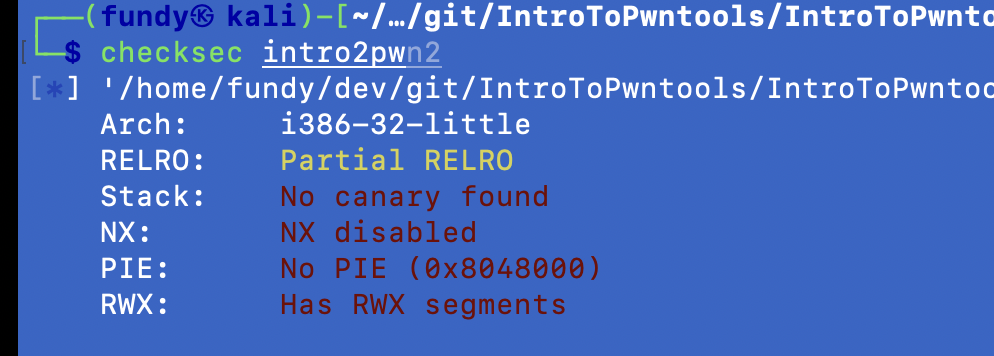 ┌──(fundy㉿ kali)-[~/…/git/IntroToPwntools/IntroToPwnto
└─$ checksec intro2pwn2
[*] '/home/fundy/dev/git/IntroToPwntools/IntroToPwntoo
Arch: i386-32-little
RELRO: Partial RELRO
Stack: No canary found
NX: NX disabled
PIE: No PIE (0x8048000)
RWX: Has RWX segments